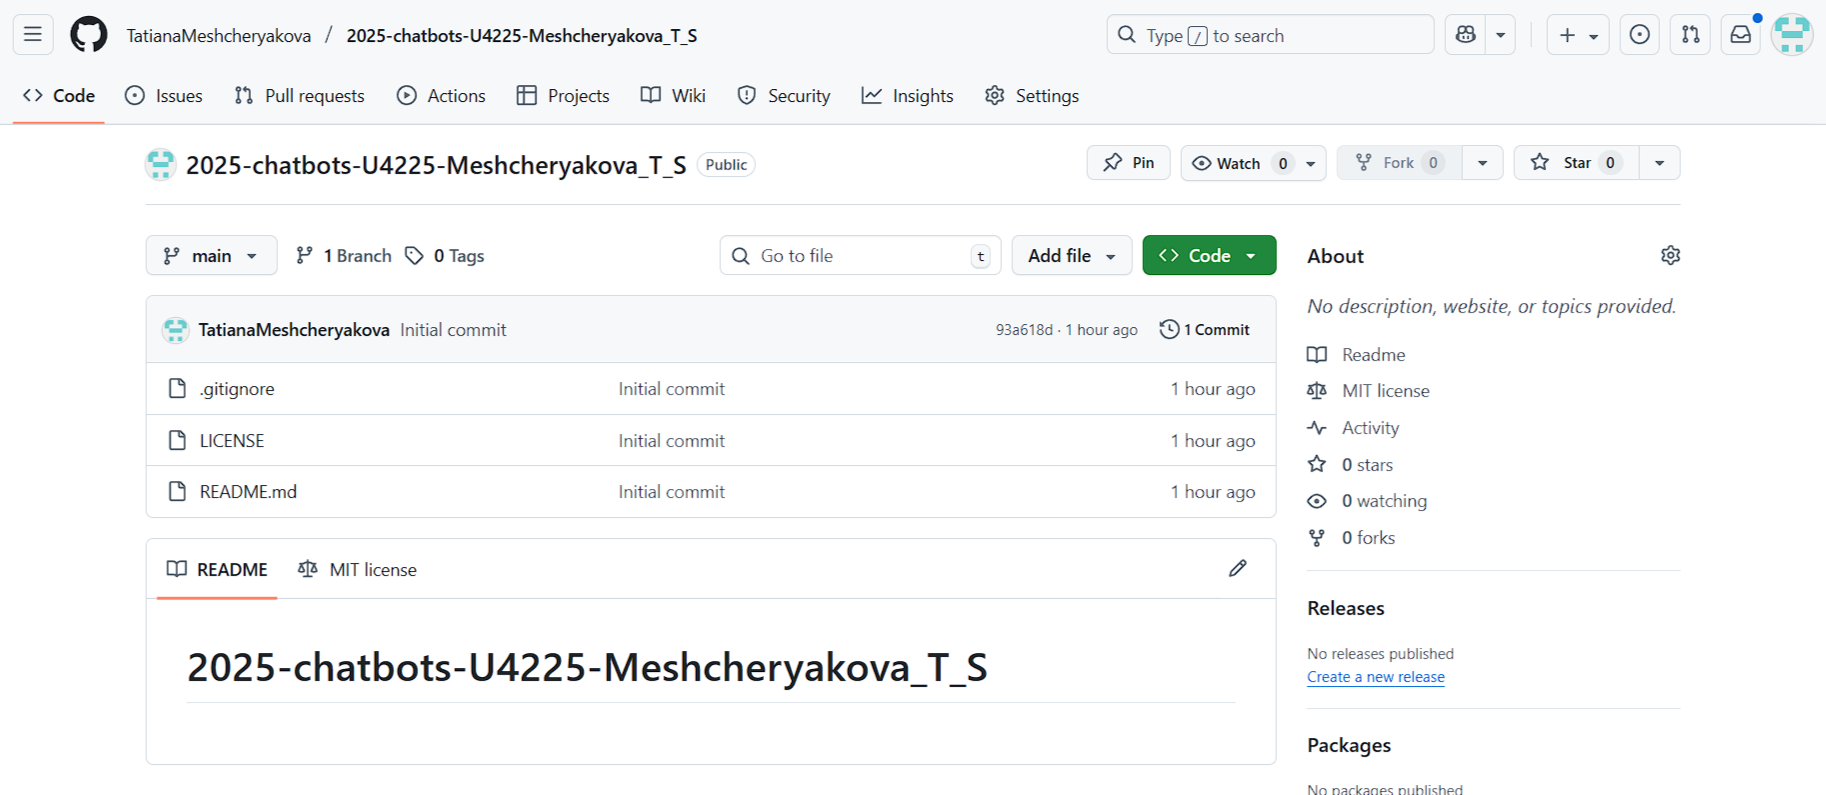 TatianaMeshcheryakova / 2025-chatbots-U4225-Meshcheryakova_T_S
Type / to search
Code Issues Pull requests Actions Projects Wiki Security Insights Settings
2025-chatbots-U4225-Meshcheryakova_T_S Public
Pin Watch 0 Fork 0 Star 0
main 1 Branch 0 Tags
Go to file t Add file Code
TatianaMeshcheryakova Initial commit 93a618d · 1 hour ago 1 Commit
.gitignore Initial commit 1 hour ago
LICENSE Initial commit 1 hour ago
README.md Initial commit 1 hour ago
README MIT license
2025-chatbots-U4225-Meshcheryakova_T_S
About
No description, website, or topics provided.
Readme
MIT license
Activity
0 stars
0 watching
0 forks
Releases
No releases published
Create a new release
Packages
No packages published